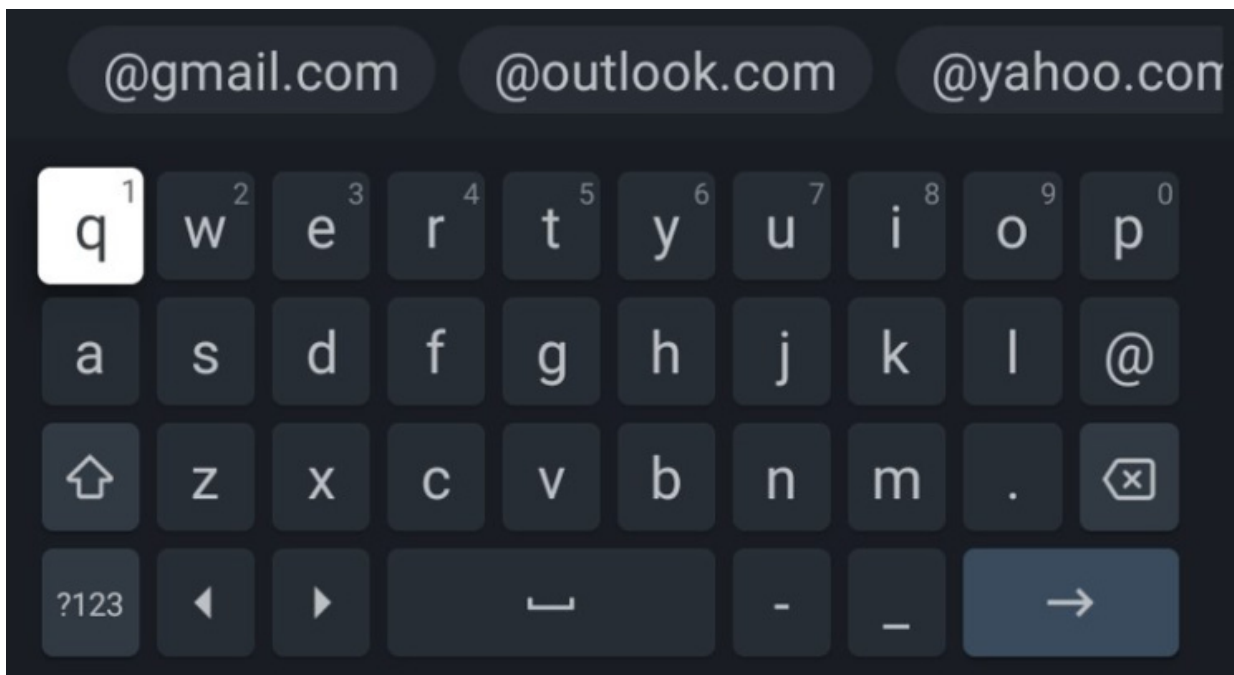 @gmail.com @outlook.com @yahoo.com
q 1 w 2 e 3 r 4 t 5 y 6 u 7 i 8 o 9 p 0
a s d f g h j k l @
z x c v b n m .
?123 - _